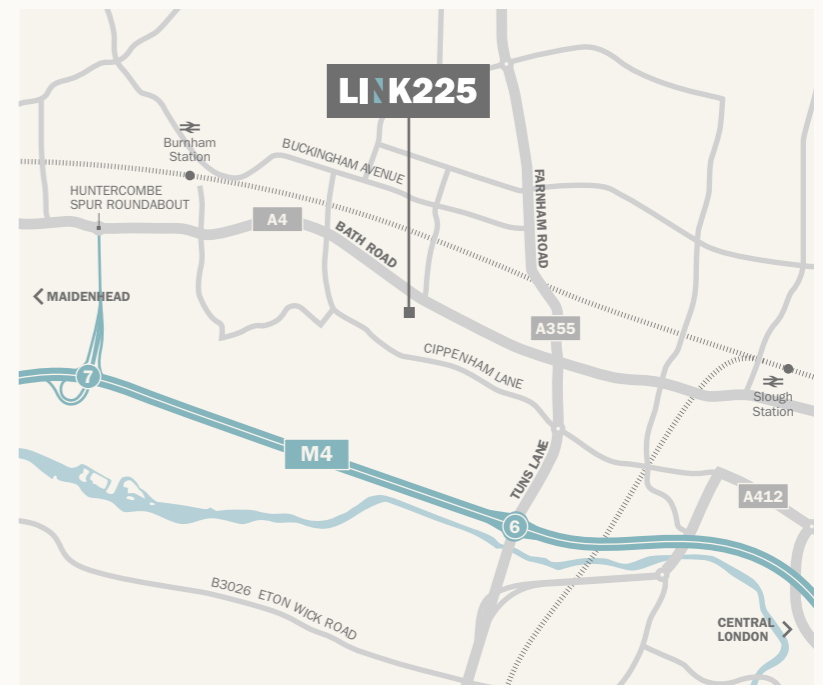 LINK225
Burnham
Station
BUCKINGHAM AVENUE
HUNTERCOMBE
SPUR ROUNDABOUT
FARNHAM ROAD
A4
BATH ROAD
MAIDENHEAD
A355
CIPPENHAM LANE
7
Slough
Station
M4
TUNS LANE
A412
6
B3026 ETON WICK ROAD
CENTRAL
LONDON